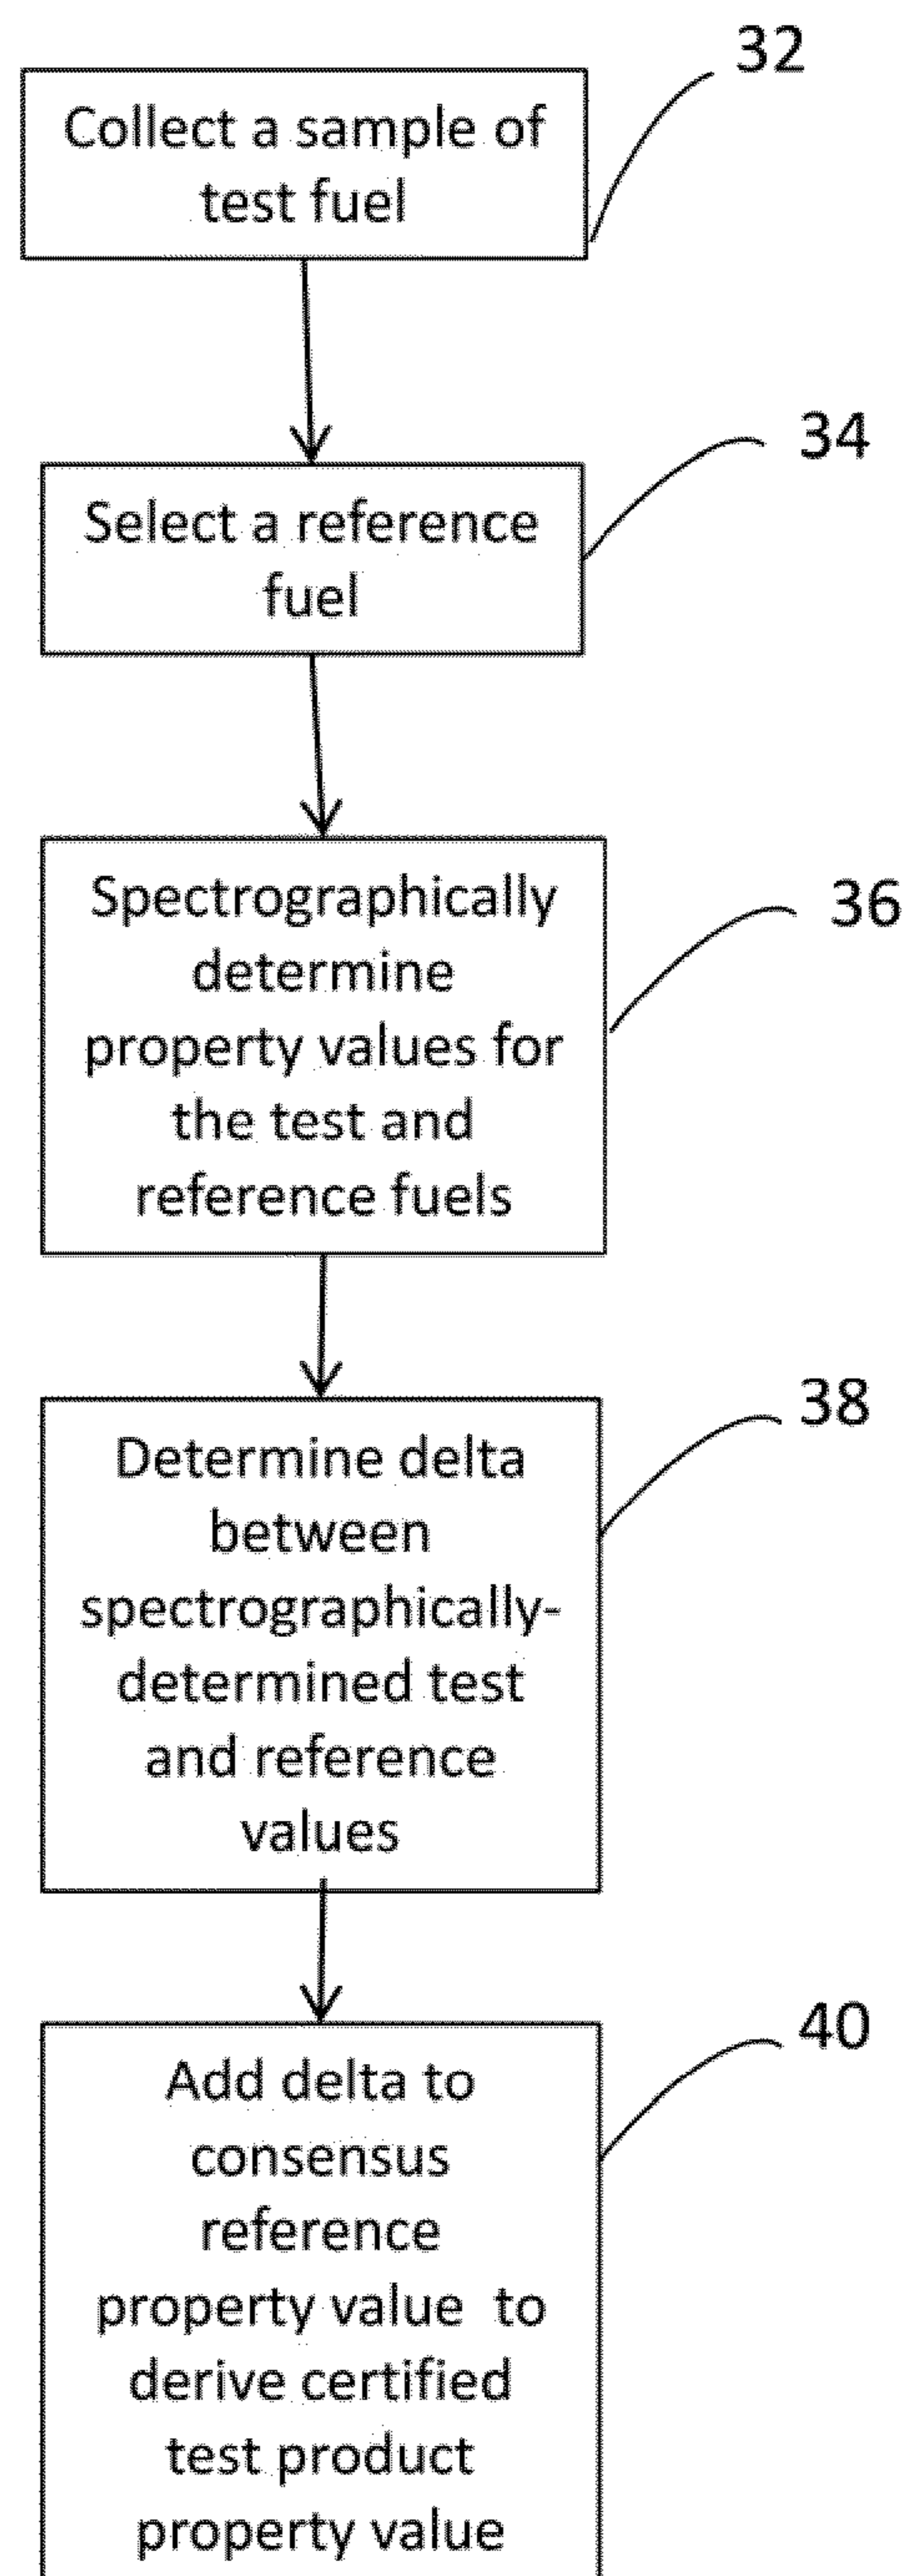 32
Collect a sample of
test fuel
34
Select a reference
fuel
36
Spectrographically
determine
property values for
the test and
reference fuels
38
Determine delta
between
spectrographically-
determined test
and reference
values
40
Add delta to
consensus
reference
property value to
derive certified
test product
property value